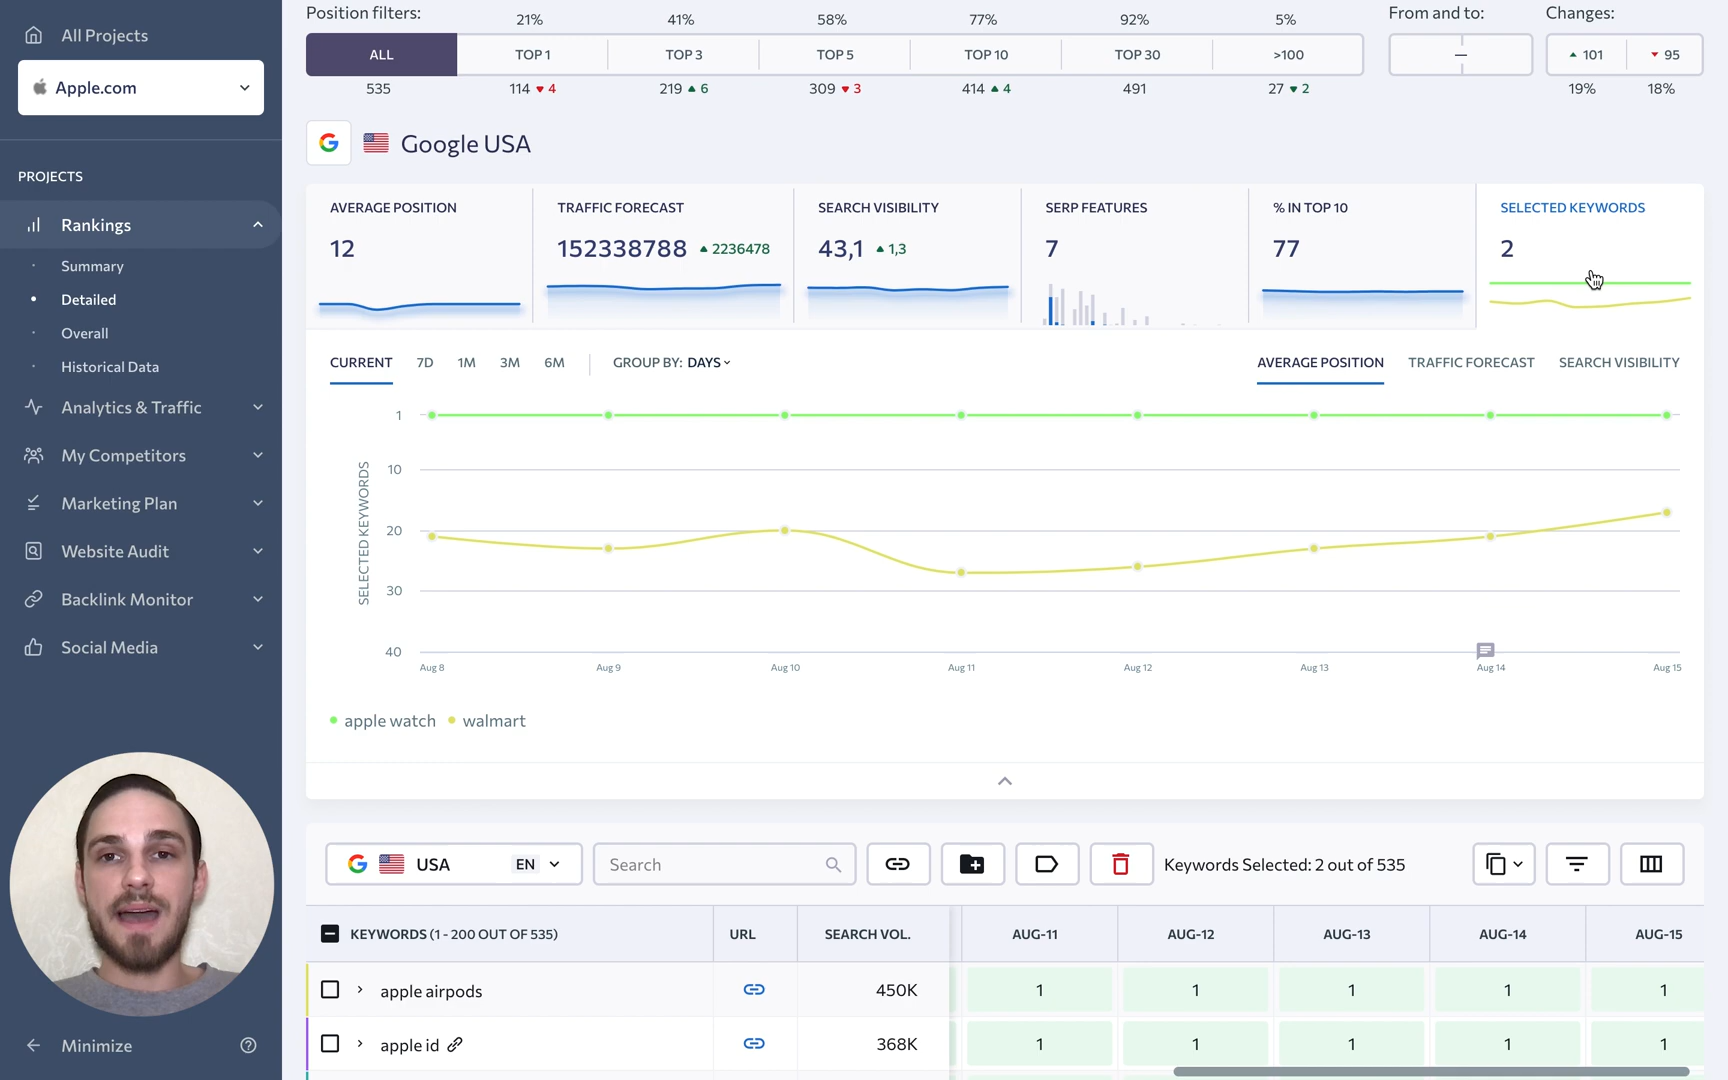 All Projects
Apple.com
PROJECTS
Rankings
Summary
Detailed
Overall
Historical Data
Analytics & Traffic
My Competitors
Marketing Plan
Website Audit
Backlink Monitor
Social Media
Minimize
Position filters:
21% 41% 58% 77% 92% 5%
ALL TOP 1 TOP 3 TOP 5 TOP 10 TOP 30 >100
535 114 ▼ 4 219 ▲ 6 309 ▼ 3 414 ▲ 4 491 27 ▼ 2
From and to:
—
Changes:
▲ 101 ▼ 95
19% 18%
Google USA
AVERAGE POSITION
12
TRAFFIC FORECAST
152338788 ▲ 2236478
SEARCH VISIBILITY
43,1 ▲ 1,3
SERP FEATURES
7
% IN TOP 10
77
SELECTED KEYWORDS
2
CURRENT 7D 1M 3M 6M GROUP BY: DAYS
AVERAGE POSITION TRAFFIC FORECAST SEARCH VISIBILITY
SELECTED KEYWORDS
1
10
20
30
40
Aug 8 Aug 9 Aug 10 Aug 11 Aug 12 Aug 13 Aug 14 Aug 15
apple watch walmart
USA EN Search Keywords Selected: 2 out of 535
KEYWORDS (1 - 200 OUT OF 535) URL SEARCH VOL. AUG-11 AUG-12 AUG-13 AUG-14 AUG-15
apple airpods 450K 1 1 1 1 1
apple id 368K 1 1 1 1 1